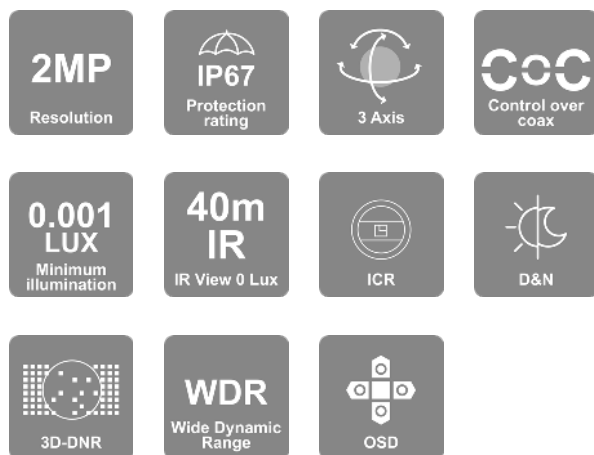 2MP
Resolution
IP67
Protection
rating
3 Axis
CoC
Control over
coax
0.001
LUX
Minimum
illumination
40m
IR
IR View 0 Lux
ICR
D&N
3D-DNR
WDR
Wide Dynamic
Range
OSD